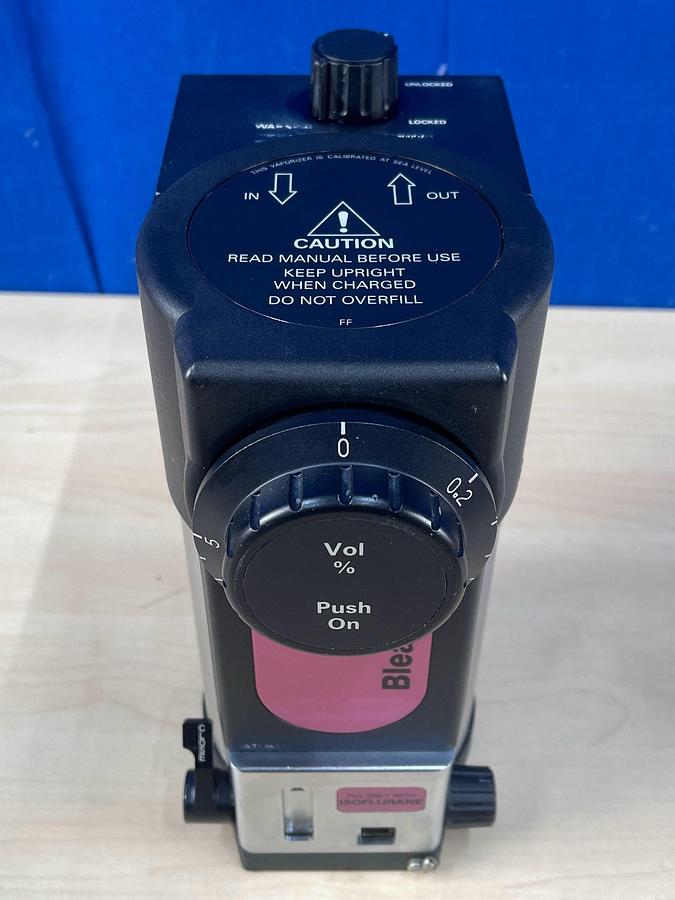 UNLOCKED
LOCKED
THIS VAPORIZER IS CALIBRATED AT SEA LEVEL
IN OUT
CAUTION
READ MANUAL BEFORE USE
KEEP UPRIGHT
WHEN CHARGED
DO NOT OVERFILL
FF
0
0.2
5
Vol
%
Push
On
Blea
FILL ONLY WITH
ISOFLURANE